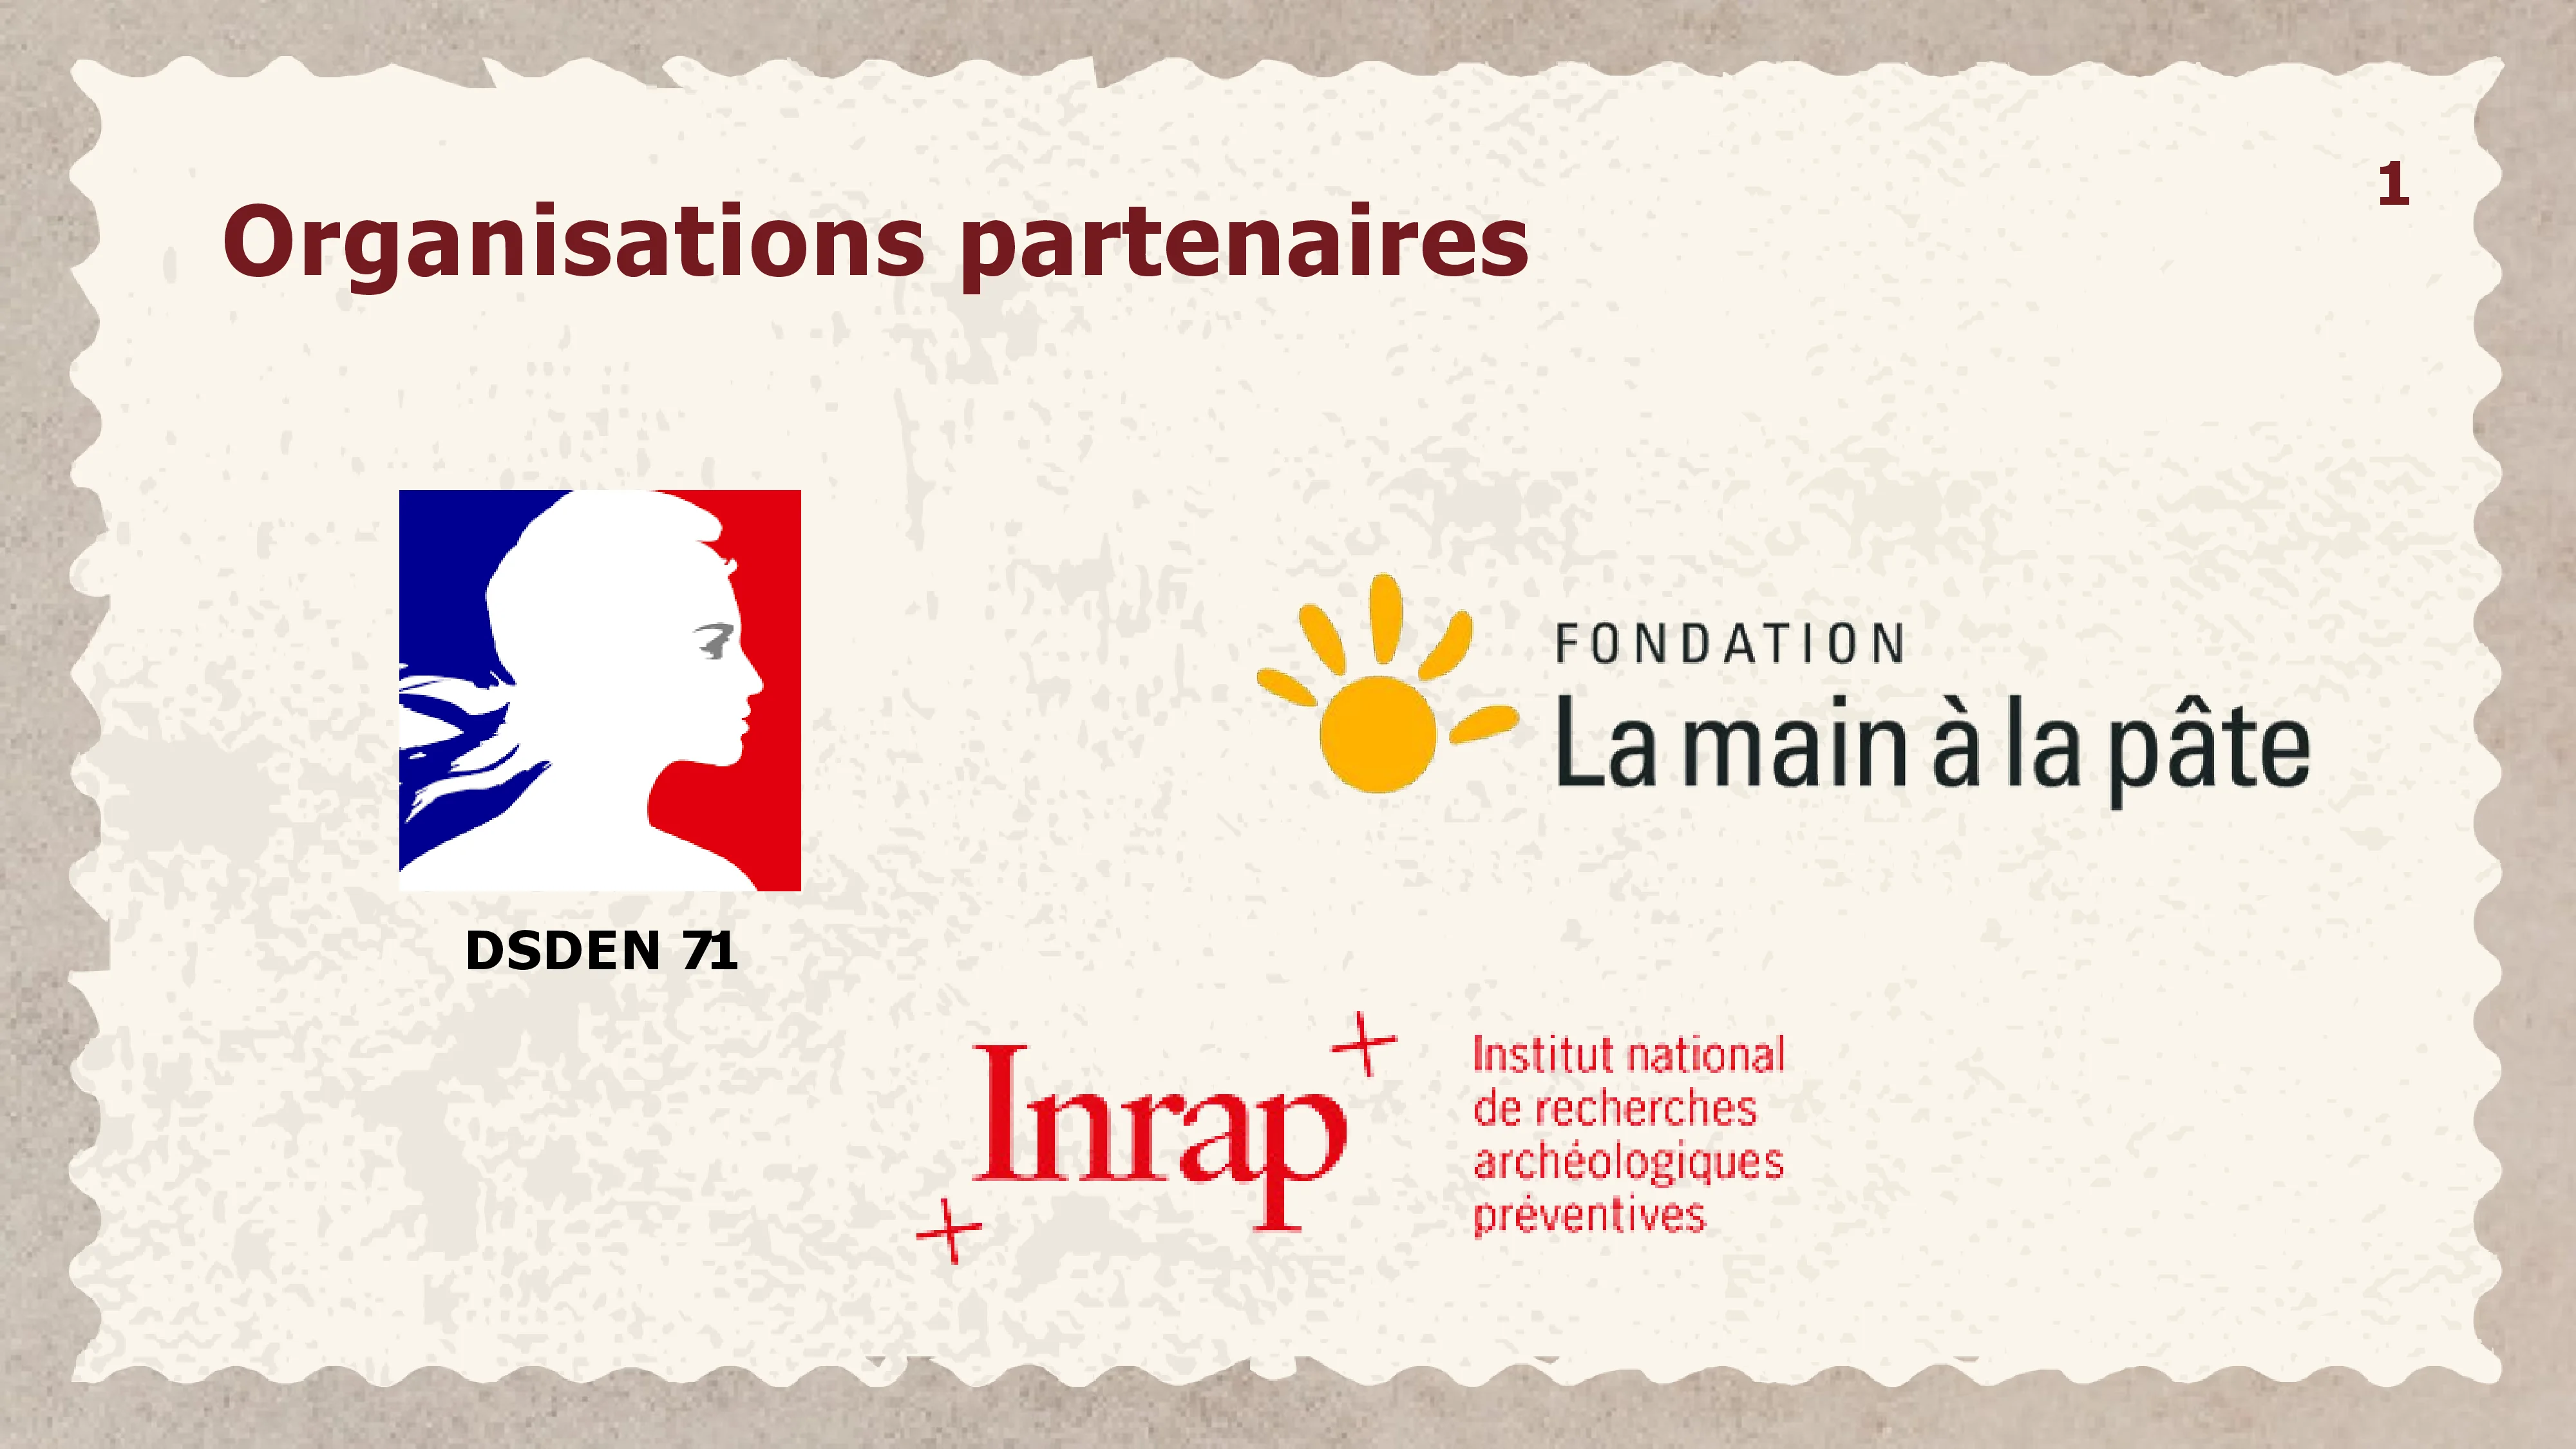 1
Organisations partenaires
FONDATION
La main à la pâte
DSDEN 71
Inrap
Institut national
de recherches
archéologiques
préventives